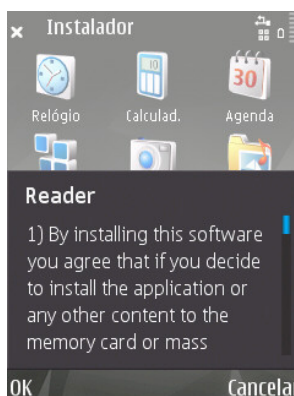 Instalador
30
Relógio Calculad. Agenda
Reader
1) By installing this software
you agree that if you decide
to install the application or
any other content to the
memory card or mass
OK Cancelar